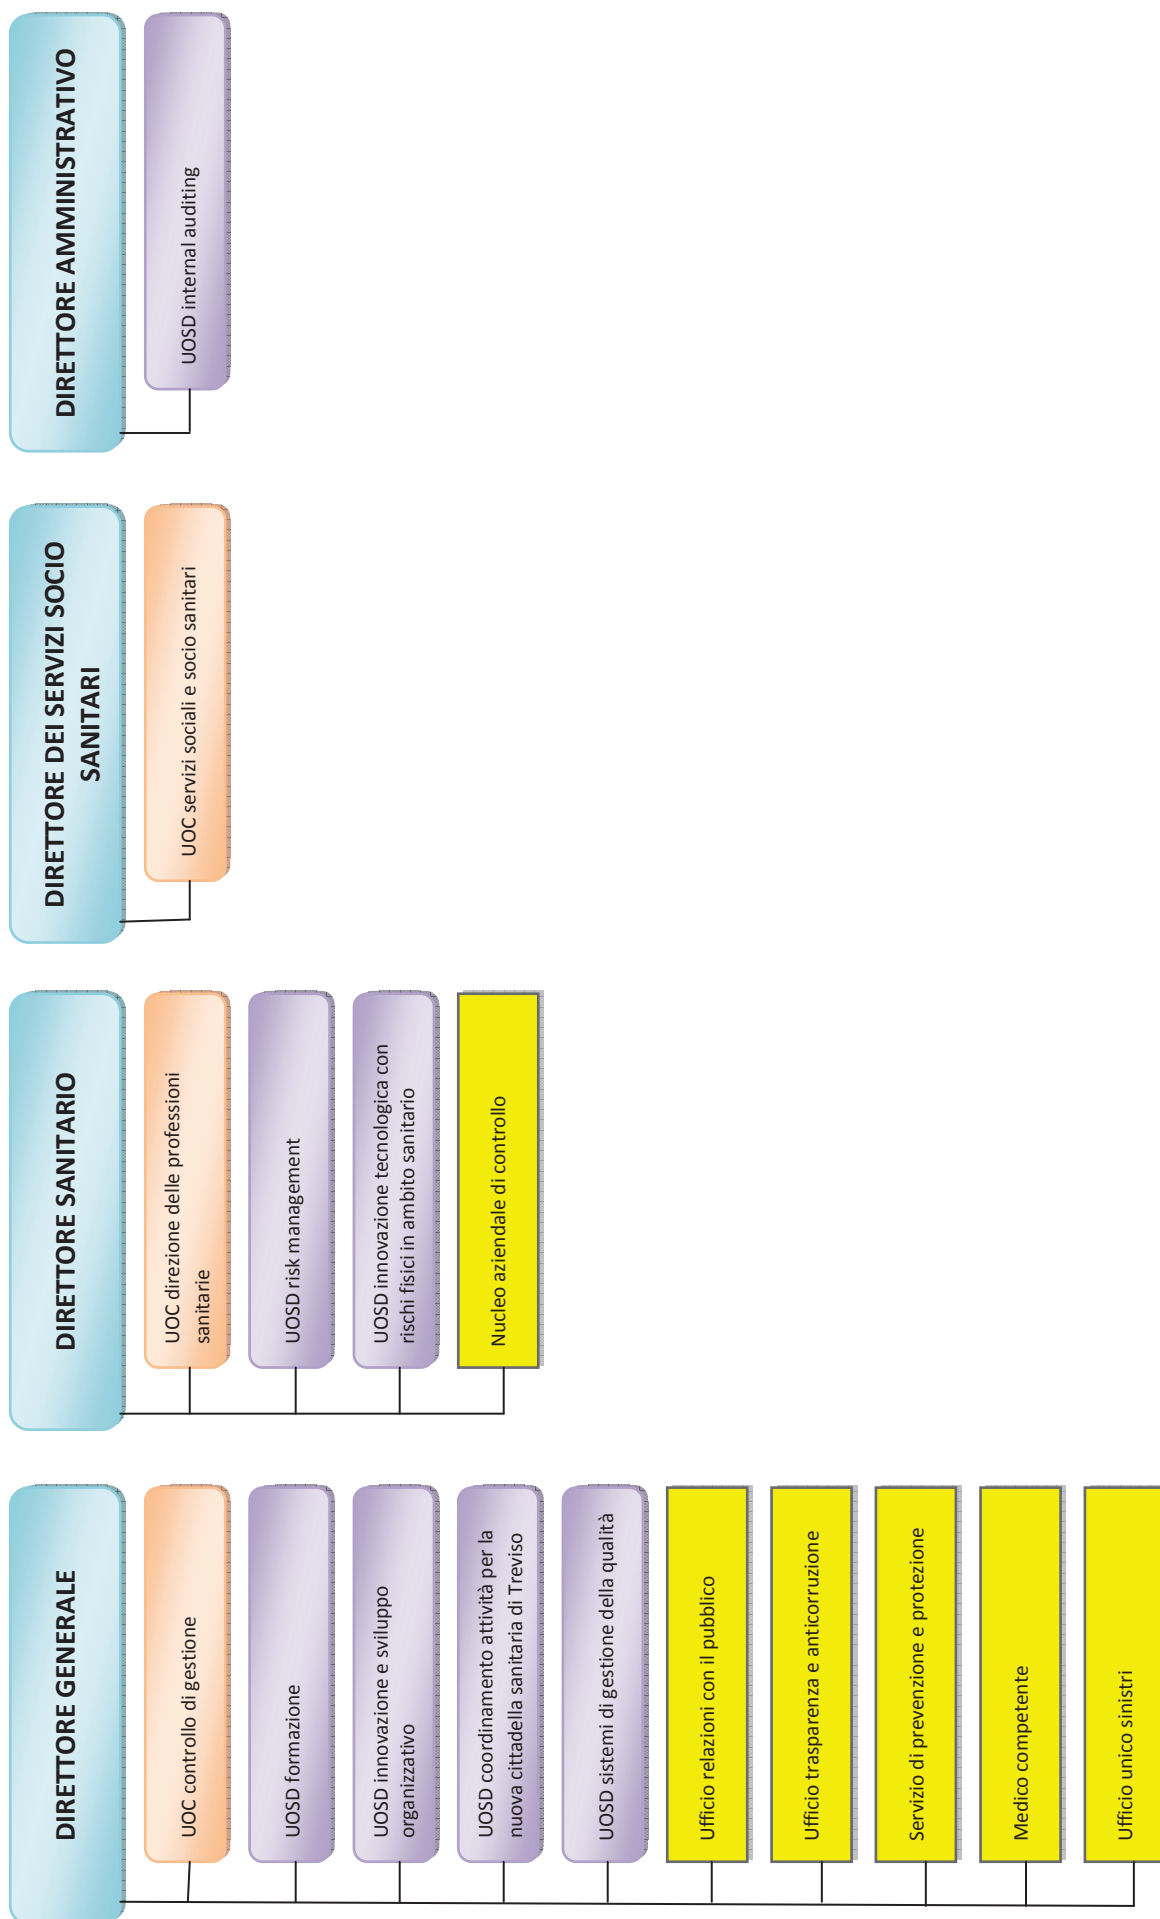 DIRETTORE GENERALE
UOC controllo di gestione
UOSD formazione
UOSD innovazione e sviluppo
organizzativo
UOSD coordinamento attività per la
nuova cittadella sanitaria di Treviso
UOSD sistemi di gestione della qualità
Ufficio relazioni con il pubblico
Ufficio trasparenza e anticorruzione
Servizio di prevenzione e protezione
Medico competente
Ufficio unico sinistri
DIRETTORE SANITARIO
UOC direzione delle professioni
sanitarie
UOSD risk management
UOSD innovazione tecnologica con
rischi fisici in ambito sanitario
Nucleo aziendale di controllo
DIRETTORE DEI SERVIZI SOCIO
SANITARI
UOC servizi sociali e socio sanitari
DIRETTORE AMMINISTRATIVO
UOSD internal auditing